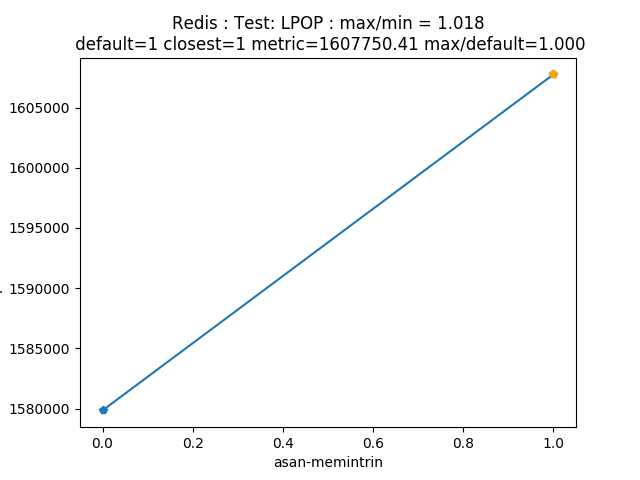 Redis : Test: LPOP : max/min = 1.018
default=1 closest=1 metric=1607750.41 max/default=1.000
1605000
1600000
1595000
1590000
1585000
1580000
0.0 0.2 0.4 0.6 0.8 1.0
asan-memintrin